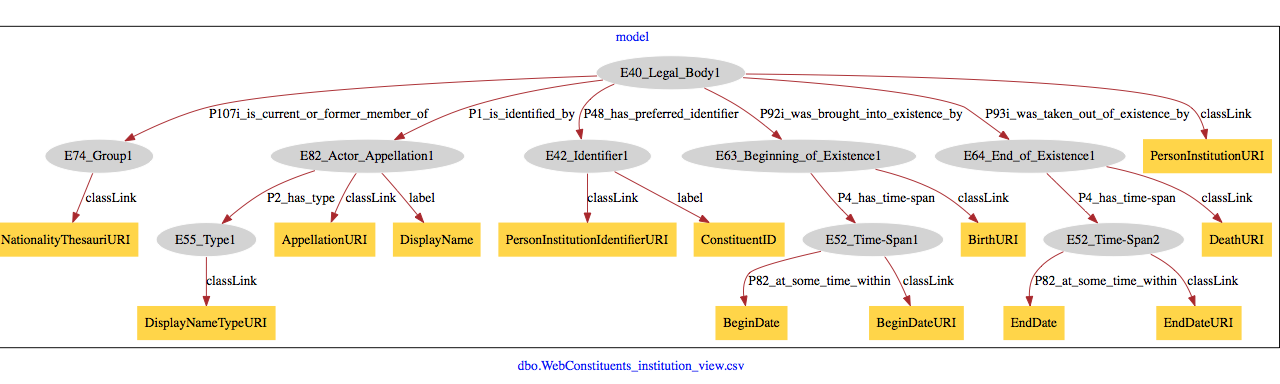 model
E40_Legal_Body1
P107i_is_current_or_former_member_of
P1_is_identified_by
P48_has_preferred_identifier
P92i_was_brought_into_existence_by
P93i_was_taken_out_of_existence_by
classLink
E74_Group1
E82_Actor_Appellation1
E42_Identifier1
E63_Beginning_of_Existence1
E64_End_of_Existence1
PersonInstitutionURI
classLink
P2_has_type
classLink
label
classLink
label
P4_has_time-span
classLink
P4_has_time-span
classLink
NationalityThesauriURI
E55_Type1
AppellationURI
DisplayName
PersonInstitutionIdentifierURI
ConstituentID
E52_Time-Span1
BirthURI
E52_Time-Span2
DeathURI
classLink
P82_at_some_time_within
classLink
P82_at_some_time_within
classLink
DisplayNameTypeURI
BeginDate
BeginDateURI
EndDate
EndDateURI
dbo.WebConstituents_institution_view.csv